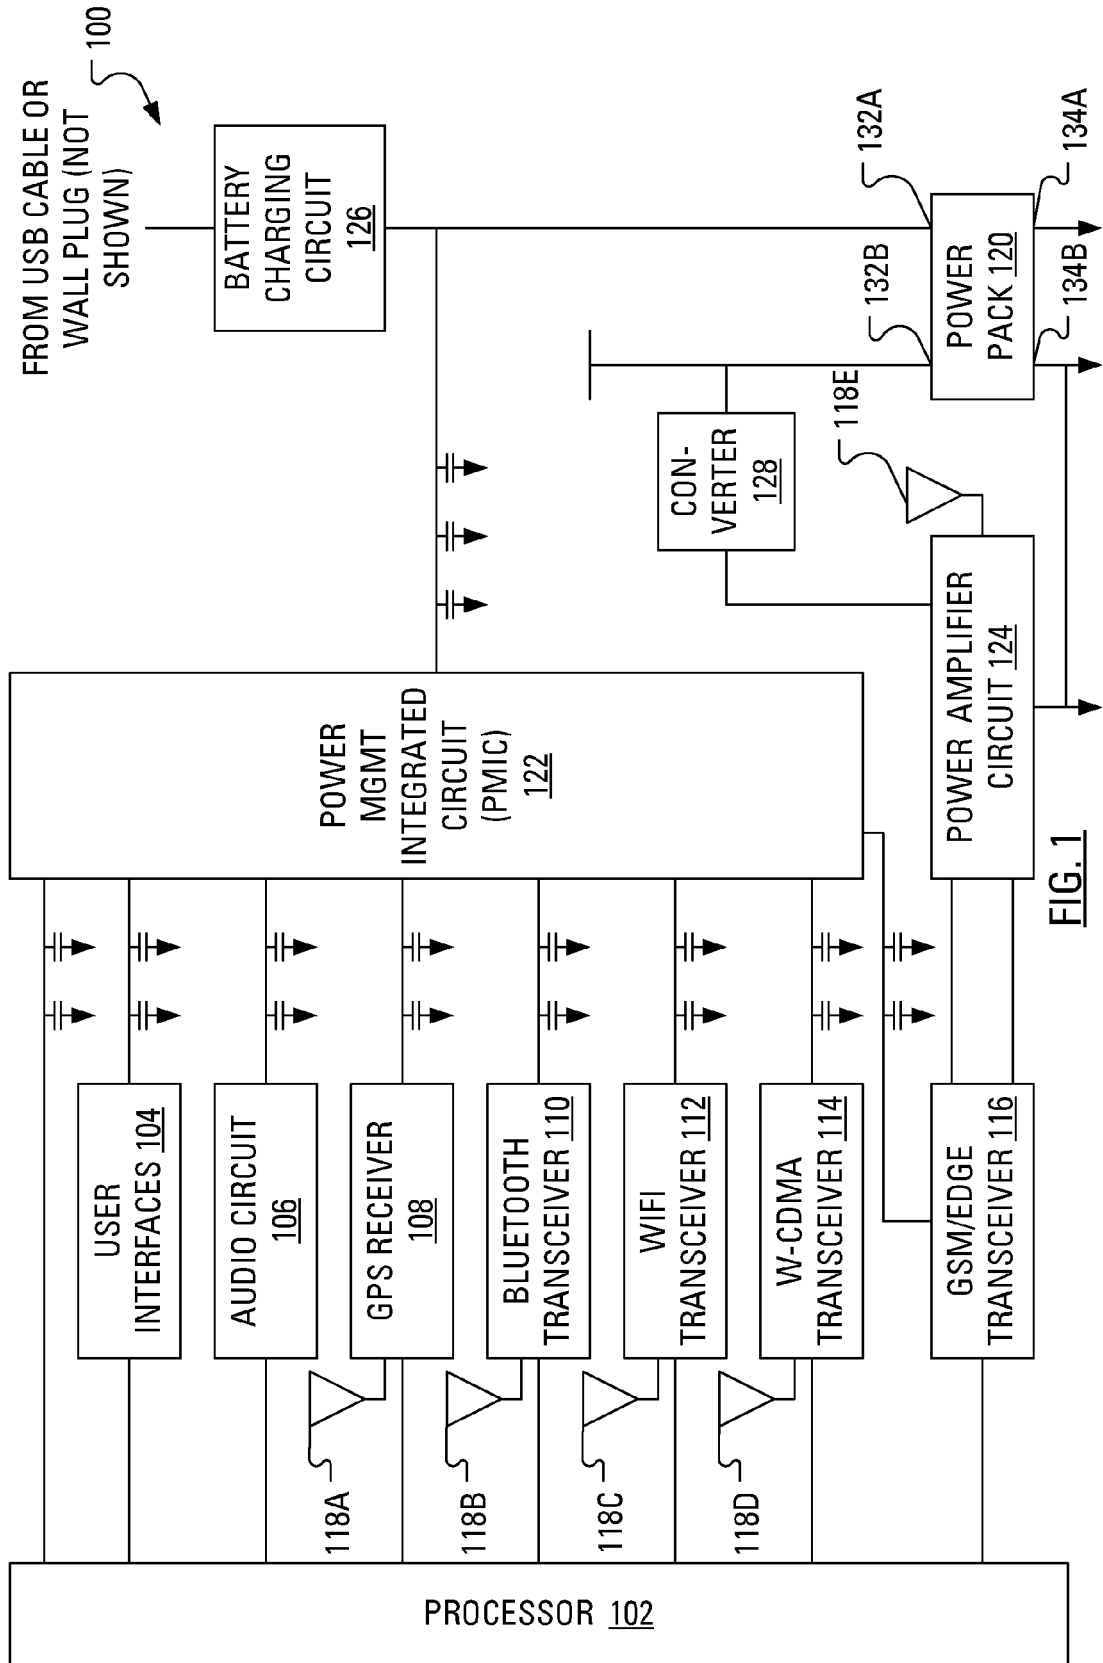 FROM USB CABLE OR
WALL PLUG (NOT
SHOWN)
100
BATTERY
CHARGING
CIRCUIT
126
132A
132B
POWER
PACK 120
134A
134B
CON-
VERTER
128
118E
POWER AMPLIFIER
CIRCUIT 124
POWER
MGMT
INTEGRATED
CIRCUIT
(PMIC)
122
USER
INTERFACES 104
AUDIO CIRCUIT
106
GPS RECEIVER
108
BLUETOOTH
TRANSCEIVER 110
WIFI
TRANSCEIVER 112
W-CDMA
TRANSCEIVER 114
GSM/EDGE
TRANSCEIVER 116
118A
118B
118C
118D
PROCESSOR 102
FIG. 1